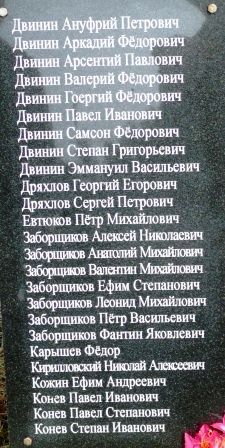 Двинин Ануфрий Петрович
Двинин Аркадий Фёдорович
Двинин Арсентий Павлович
Двинин Валерий Фёдорович
Двинин Гоергий Фёдорович
Двинин Павел Иванович
Двинин Самсон Фёдорович
Двинин Степан Григорьевич
Двинин Эммануил Васильевич
Дряхлов Георгий Егорович
Дряхлов Сергей Петрович
Евтюков Пётр Михайлович
Заборщиков Алексей Николаевич
Заборщиков Анатолий Михайлович
Заборщиков Валентин Михайлович
Заборщиков Ефим Степанович
Заборщиков Леонид Михайлович
Заборщиков Пётр Васильевич
Заборщиков Фантин Яковлевич
Карышев Фёдор
Кирилловский Николай Алексеевич
Кожин Ефим Андреевич
Конев Павел Иванович
Конев Павел Степанович
Конев Степан Иванович